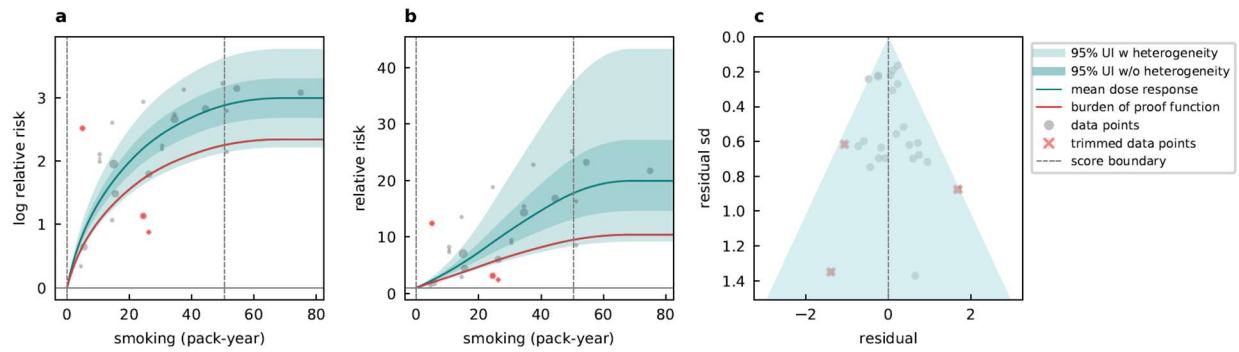 a
b
c
log relative risk
3
2
1
0
0
20
40
60
80
smoking (pack-year)
relative risk
40
30
20
10
0
0
20
40
60
80
smoking (pack-year)
residual sd
0.0
0.2
0.4
0.6
0.8
1.0
1.2
1.4
−2
0
2
residual
95% UI w heterogeneity
95% UI w/o heterogeneity
mean dose response
burden of proof function
data points
trimmed data points
score boundary